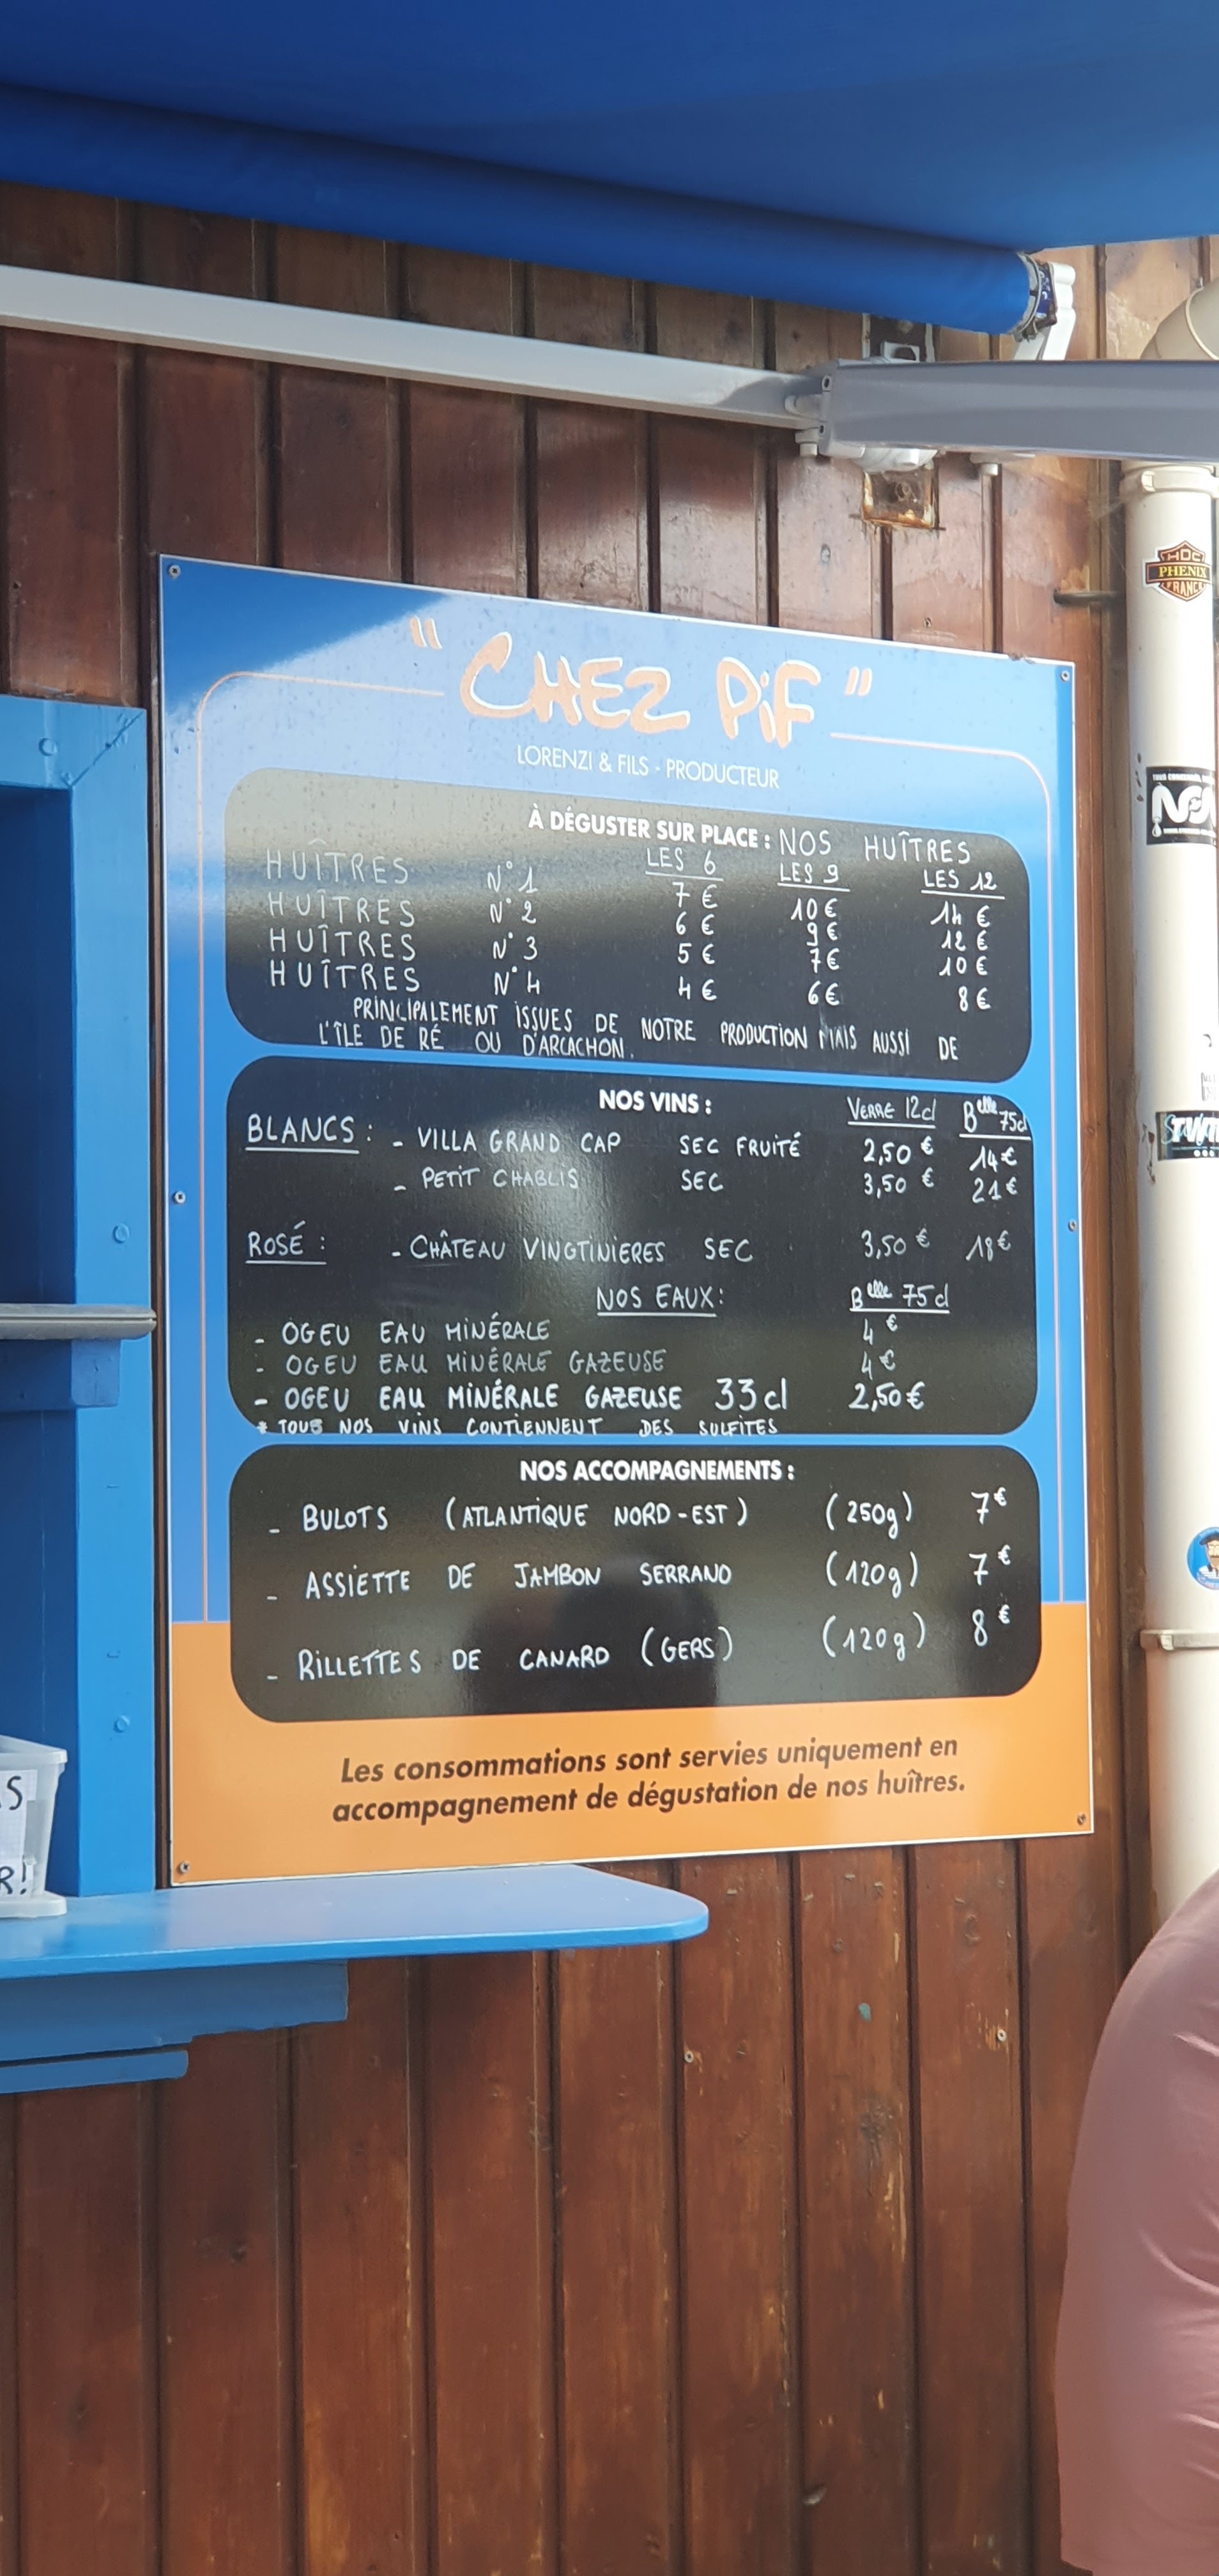 " CHEZ PiF "
LORENZI & FILS - PRODUCTEUR
À DÉGUSTER SUR PLACE : NOS HUÎTRES
LES 6 LES 9 LES 12
HUÎTRES N°1 7 € 10 € 14 €
HUÎTRES N°2 6 € 9 € 12 €
HUÎTRES N°3 5 € 7 € 10 €
HUÎTRES N°4 4 € 6 € 8 €
PRINCIPALEMENT ISSUES DE NOTRE PRODUCTION MAIS AUSSI DE
L'ÎLE DE RÉ OU D'ARCACHON.
NOS VINS : VERRE 12cl Belle 75cl
BLANCS : - VILLA GRAND CAP SEC FRUITÉ 2,50 € 14 €
- PETIT CHABLIS SEC 3,50 € 21 €
ROSÉ : - CHÂTEAU VINGTINIERES SEC 3,50 € 18 €
NOS EAUX : Belle 75cl
- OGEU EAU MINÉRALE 4 €
- OGEU EAU MINÉRALE GAZEUSE 4 €
- OGEU EAU MINÉRALE GAZEUSE 33cl 2,50 €
* TOUS NOS VINS CONTIENNENT DES SULFITES
NOS ACCOMPAGNEMENTS :
- BULOTS (ATLANTIQUE NORD-EST) (250g) 7 €
- ASSIETTE DE JAMBON SERRANO (120g) 7 €
- RILLETTES DE CANARD (GERS) (120g) 8 €
Les consommations sont servies uniquement en
accompagnement de dégustation de nos huîtres.
HDC
PHENIX
FRANCE
S
R!